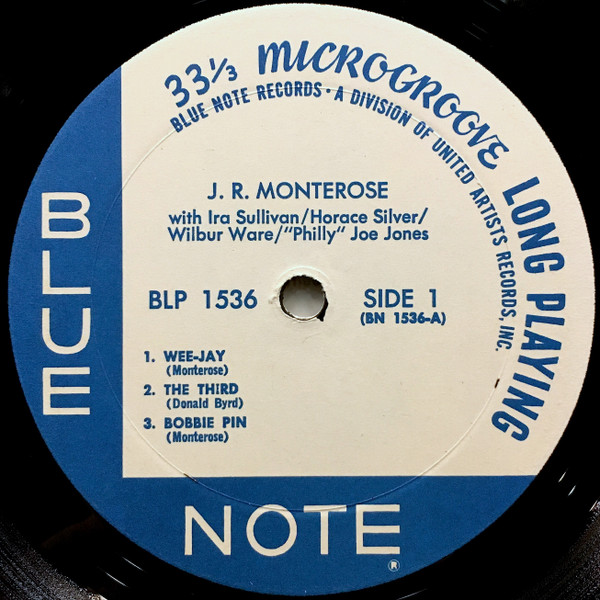 33⅓ MICROGROOVE LONG PLAYING
BLUE NOTE RECORDS • A DIVISION OF UNITED ARTISTS RECORDS, INC.
J. R. MONTEROSE
with Ira Sullivan/Horace Silver/
Wilbur Ware/"Philly" Joe Jones
BLP 1536
SIDE 1
(BN 1536-A)
1. WEE-JAY
(Monterose)
2. THE THIRD
(Donald Byrd)
3. BOBBIE PIN
(Monterose)
BLUE
NOTE
®